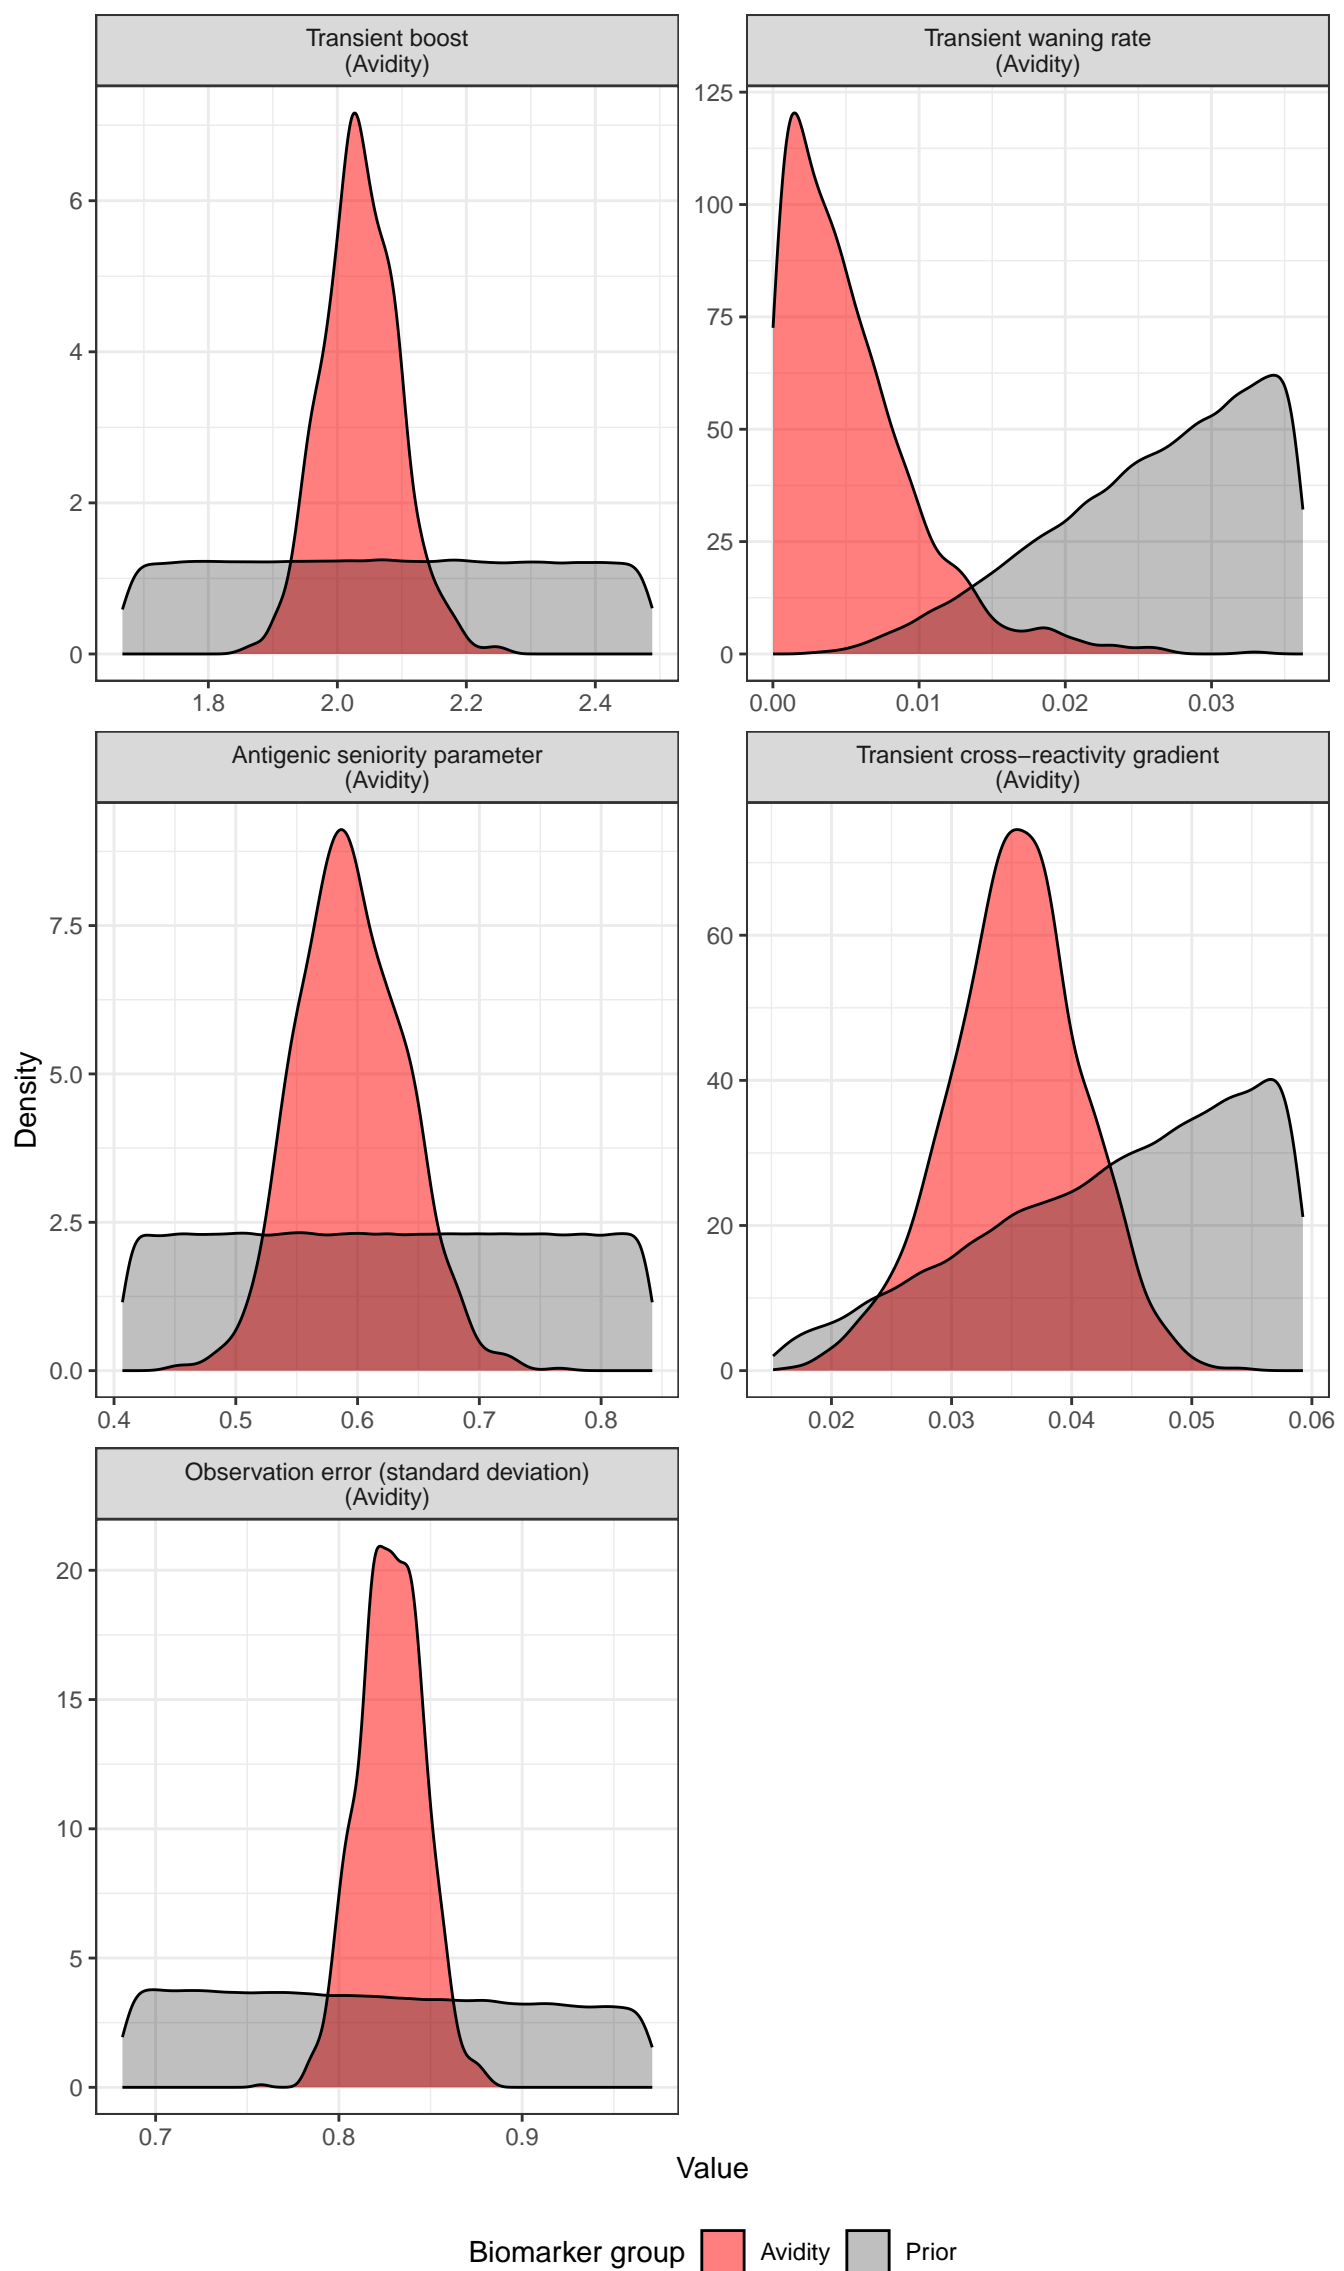 Transient boost
(Avidity)
Transient waning rate
(Avidity)
0
2
4
6
1.8
2.0
2.2
2.4
0
25
50
75
100
125
0.00
0.01
0.02
0.03
Antigenic seniority parameter
(Avidity)
Transient cross−reactivity gradient
(Avidity)
0.0
2.5
5.0
7.5
0.4
0.5
0.6
0.7
0.8
0
20
40
60
0.02
0.03
0.04
0.05
0.06
Density
Observation error (standard deviation)
(Avidity)
0
5
10
15
20
0.7
0.8
0.9
Value
Biomarker group
Avidity
Prior